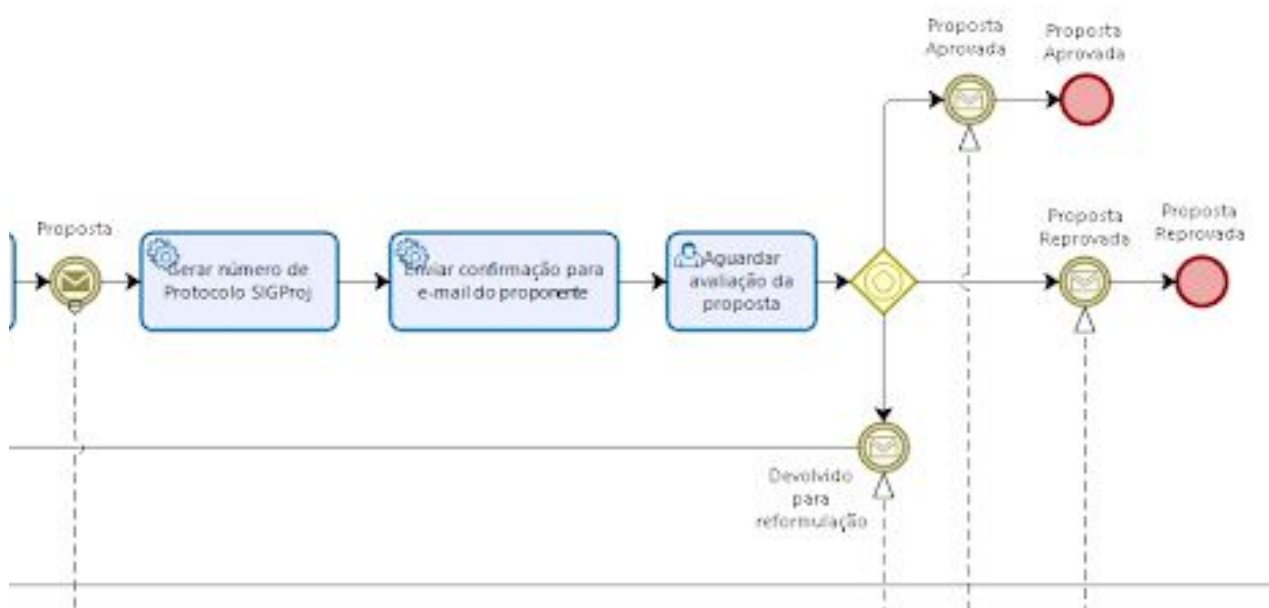 Proposta
Aprovada
Proposta
Aprovada
Proposta
Gerar número de
Protocolo SIGProj
Enviar confirmação para
e-mail do proponente
Aguardar
avaliação da
proposta
Proposta
Reprovada
Proposta
Reprovada
Devolvido
para
reformulação